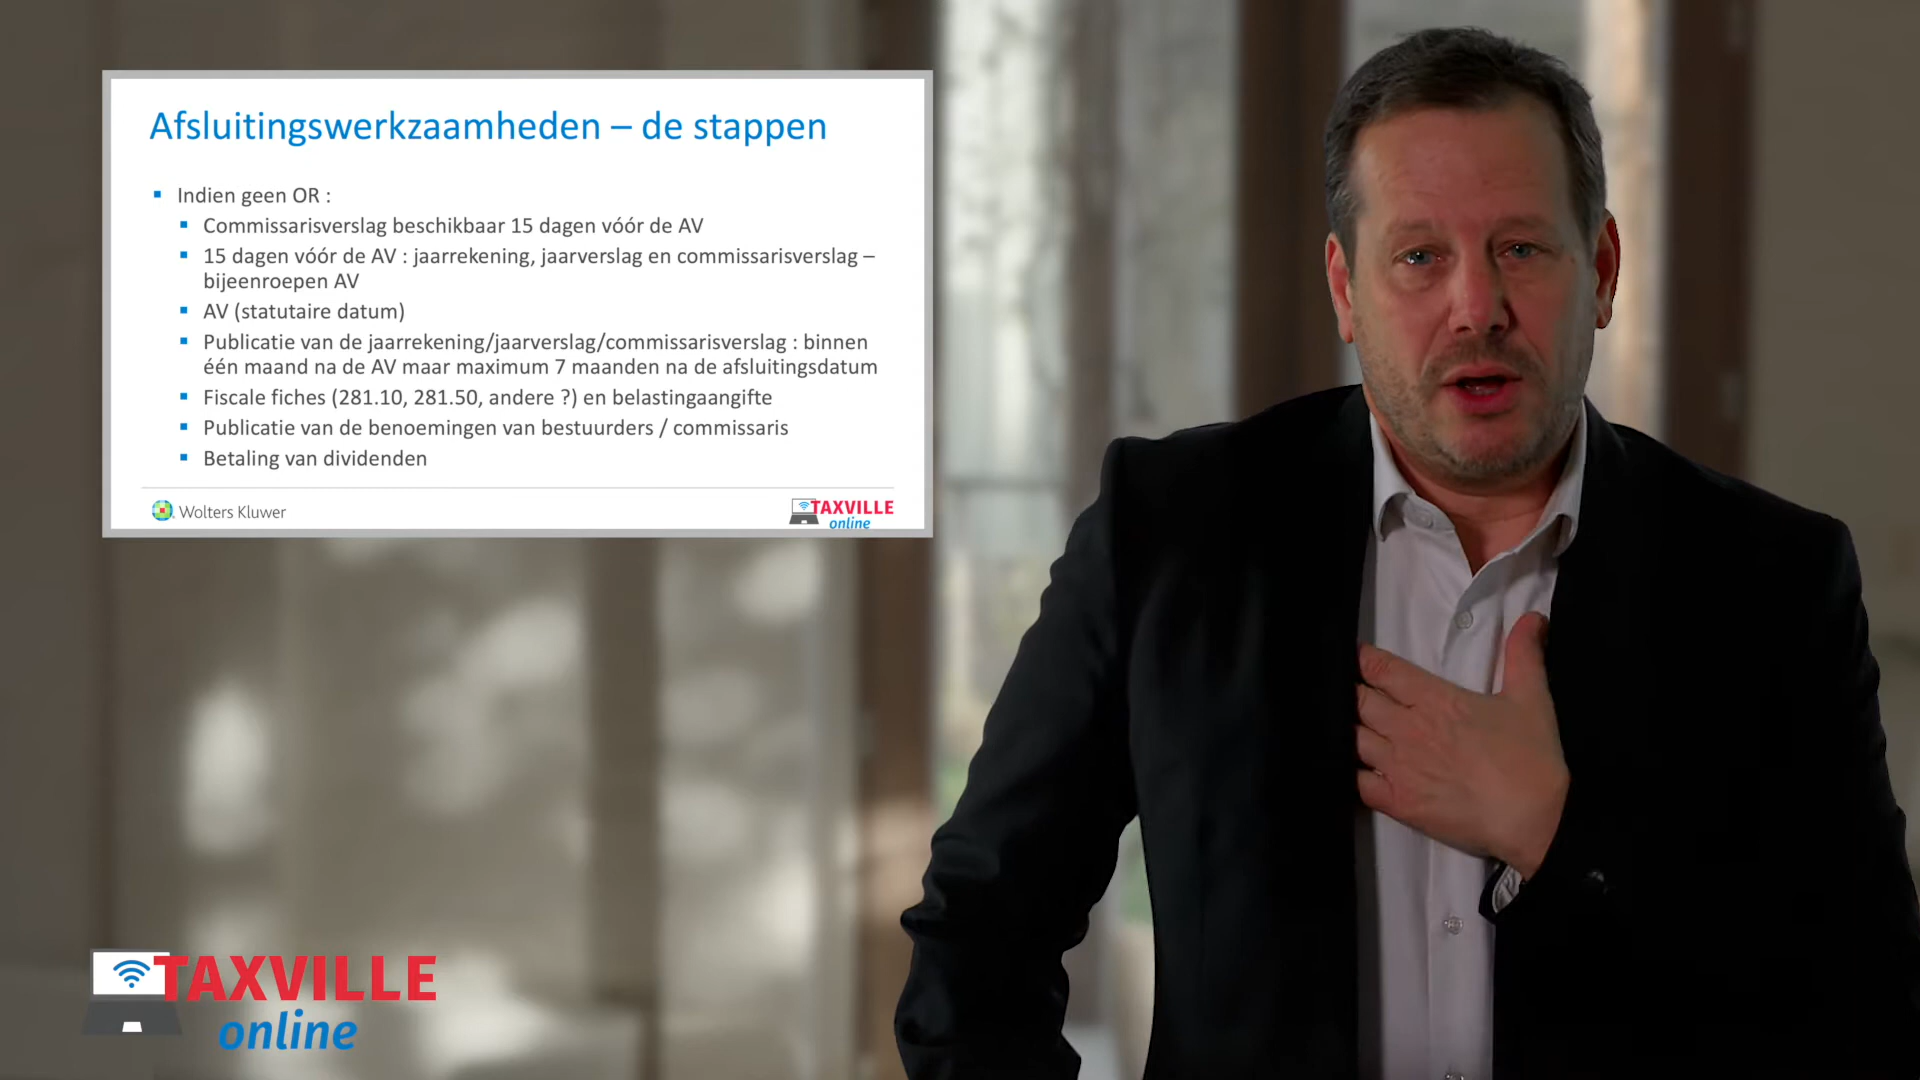 Afsluitingswerkzaamheden – de stappen
Indien geen OR :
Commissarisverslag beschikbaar 15 dagen vóór de AV
15 dagen vóór de AV : jaarrekening, jaarverslag en commissarisverslag –
bijeenroepen AV
AV (statutaire datum)
Publicatie van de jaarrekening/jaarverslag/commissarisverslag : binnen
één maand na de AV maar maximum 7 maanden na de afsluitingsdatum
Fiscale fiches (281.10, 281.50, andere ?) en belastingaangifte
Publicatie van de benoemingen van bestuurders / commissaris
Betaling van dividenden
Wolters Kluwer
TAXVILLE
online
TAXVILLE
online